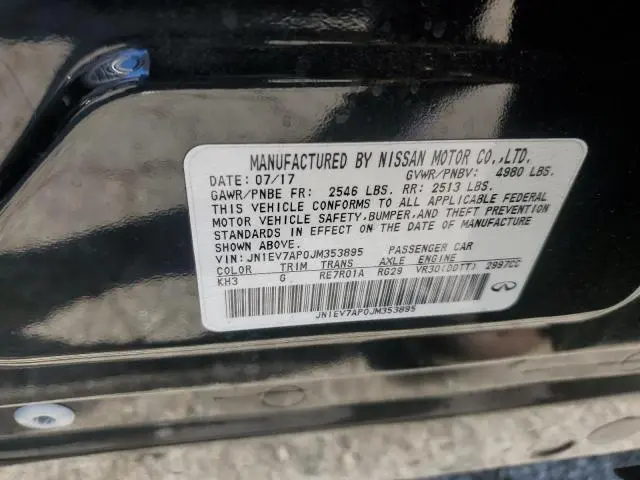 MANUFACTURED BY NISSAN MOTOR CO.,LTD.
DATE: 07/17 GVWR/PNBV: 4980 LBS.
GAWR/PNBE FR: 2546 LBS. RR: 2513 LBS.
THIS VEHICLE CONFORMS TO ALL APPLICABLE FEDERAL
MOTOR VEHICLE SAFETY,BUMPER,AND THEFT PREVENTION
STANDARDS IN EFFECT ON THE DATE OF MANUFACTURE
SHOWN ABOVE.
VIN: JN1EV7AP0JM353895 PASSENGER CAR
COLOR TRIM TRANS AXLE ENGINE
KH3 G RE7R01A RG29 VR30(DDTT) 2997CC
JN1EV7AP0JM353895